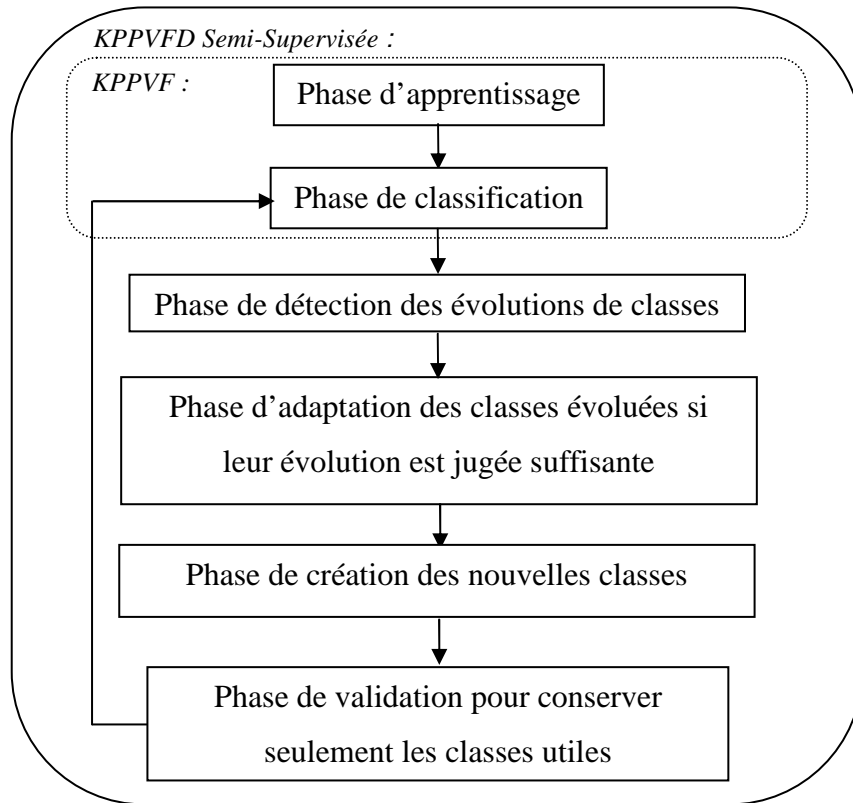 KPPVFD Semi-Supervisée :
KPPVF :
Phase d’apprentissage
Phase de classification
Phase de détection des évolutions de classes
Phase d’adaptation des classes évoluées si
leur évolution est jugée suffisante
Phase de création des nouvelles classes
Phase de validation pour conserver
seulement les classes utiles